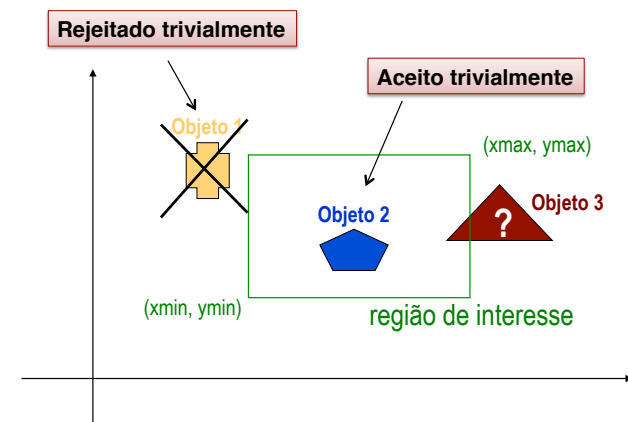 Rejeitado trivialmente
Aceito trivialmente
Objeto 1
(xmax, ymax)
Objeto 2
Objeto 3
?
(xmin, ymin)
região de interesse